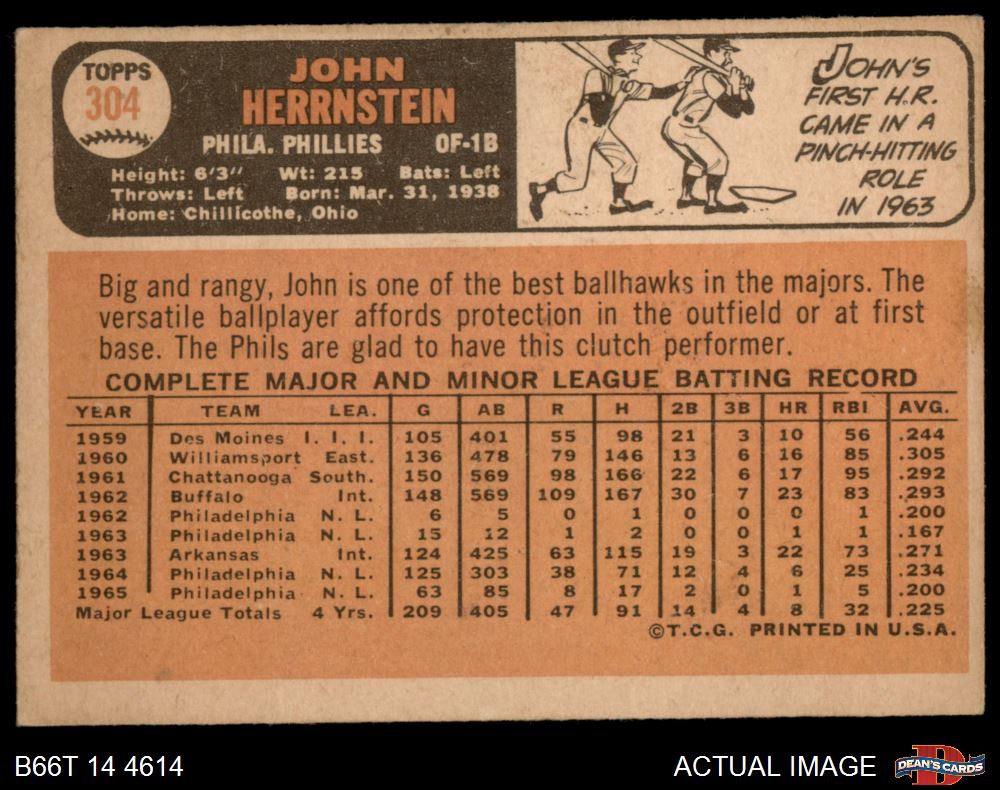 TOPPS
304
JOHN
HERRNSTEIN
PHILA. PHILLIES OF-1B
Height: 6'3" Wt: 215 Bats: Left
Throws: Left Born: Mar. 31, 1938
Home: Chillicothe, Ohio
JOHN'S
FIRST H.R.
CAME IN A
PINCH-HITTING
ROLE
IN 1963
Big and rangy, John is one of the best ballhawks in the majors. The
versatile ballplayer affords protection in the outfield or at first
base. The Phils are glad to have this clutch performer.
COMPLETE MAJOR AND MINOR LEAGUE BATTING RECORD
YEAR TEAM LEA. G AB R H 2B 3B HR RBI AVG.
1959 Des Moines I. I. I. 105 401 55 98 21 3 10 56 .244
1960 Williamsport East. 136 478 79 146 13 6 16 85 .305
1961 Chattanooga South. 150 569 98 166 22 6 17 95 .292
1962 Buffalo Int. 148 569 109 167 30 7 23 83 .293
1962 Philadelphia N. L. 6 5 0 1 0 0 0 1 .200
1963 Philadelphia N. L. 15 12 1 2 0 0 1 1 .167
1963 Arkansas Int. 124 425 63 115 19 3 22 73 .271
1964 Philadelphia N. L. 125 303 38 71 12 4 6 25 .234
1965 Philadelphia N. L. 63 85 8 17 2 0 1 5 .200
Major League Totals 4 Yrs. 209 405 47 91 14 4 8 32 .225
©T.C.G. PRINTED IN U.S.A.
B66T 14 4614
ACTUAL IMAGE
D
DEAN'S CARDS